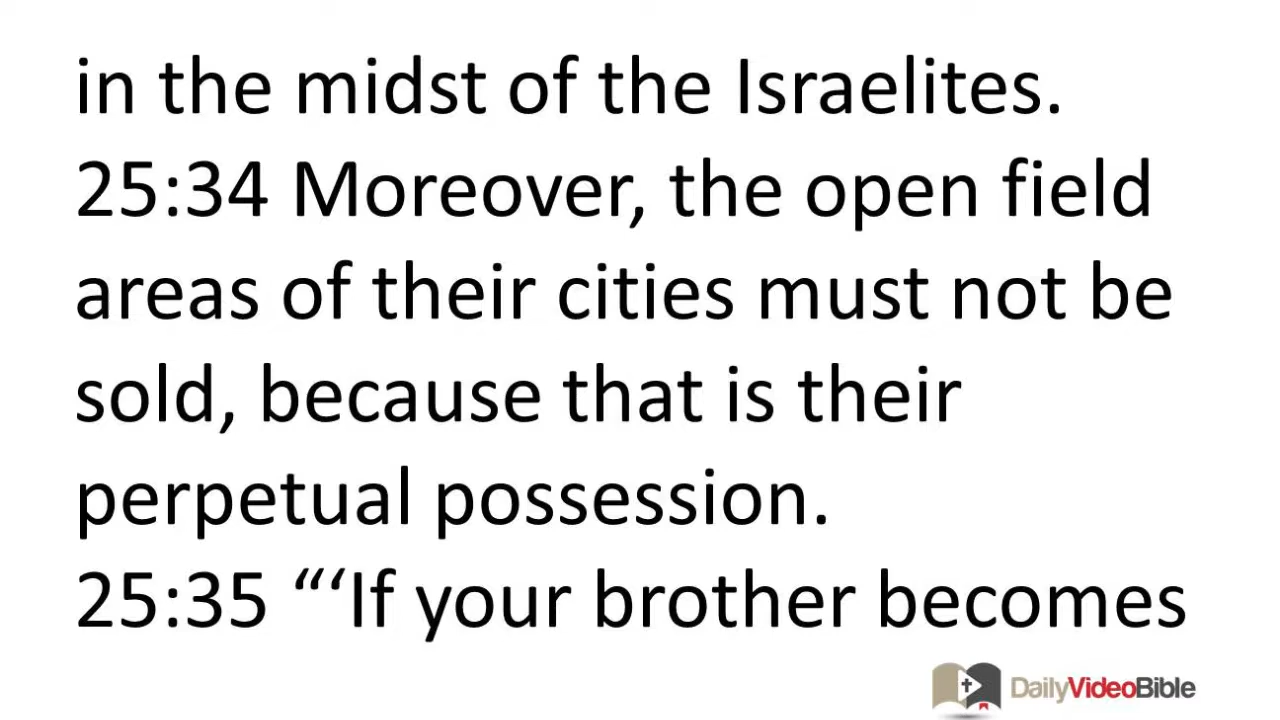 in the midst of the Israelites.
25:34 Moreover, the open field
areas of their cities must not be
sold, because that is their
perpetual possession.
25:35 “‘If your brother becomes
DailyVideoBible